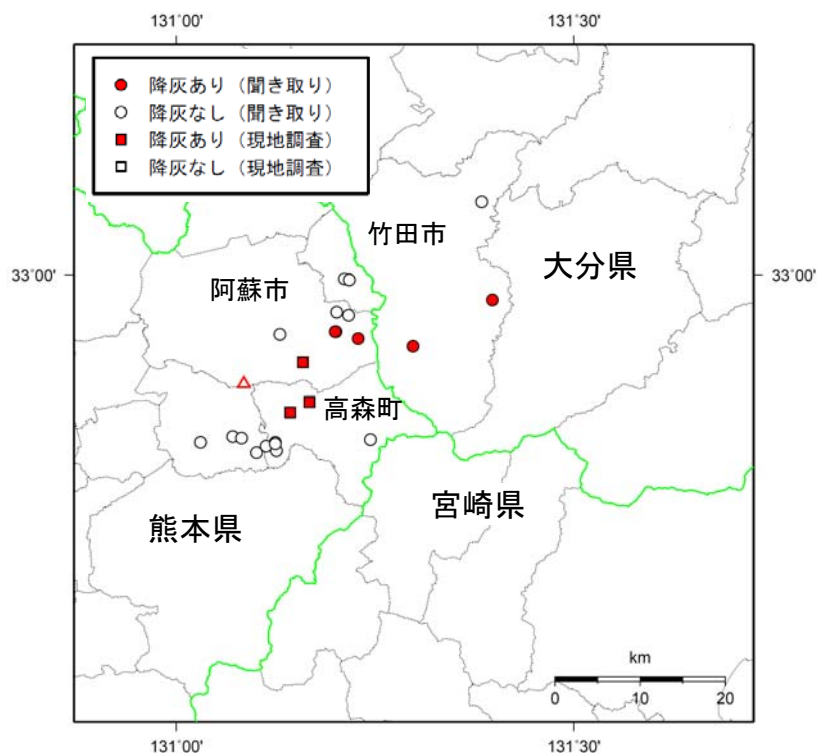 131°00'
131°30'
降灰あり（聞き取り）
降灰なし（聞き取り）
降灰あり（現地調査）
降灰なし（現地調査）
竹田市
33°00'
阿蘇市
大分県
33°00'
高森町
熊本県
宮崎県
km
0 10 20
131°00'
131°30'